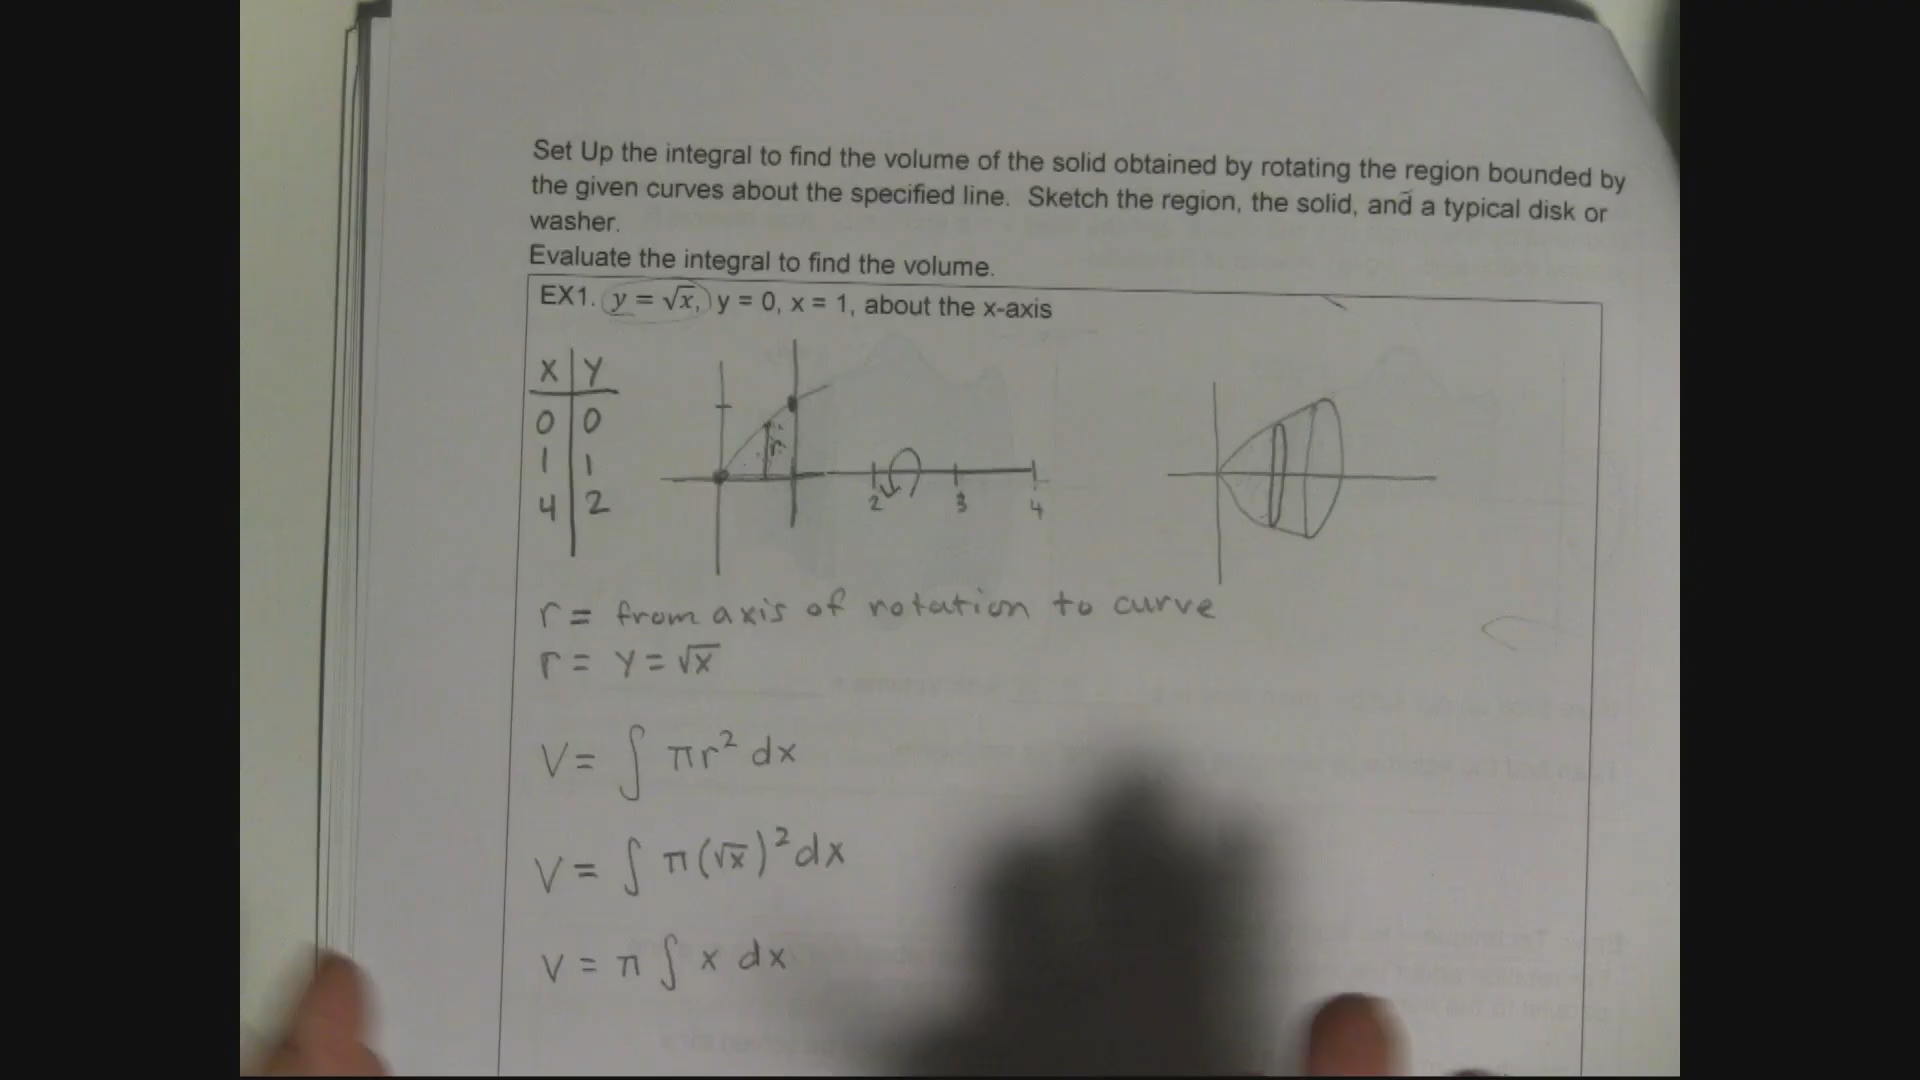 Set Up the integral to find the volume of the solid obtained by rotating the region bounded by
the given curves about the specified line. Sketch the region, the solid, and a typical disk or
washer.
Evaluate the integral to find the volume.
EX1. y = √x, y = 0, x = 1, about the x-axis
X Y
0 0
1 1
4 2
r
2 3 4
r = from axis of rotation to curve
r = y = √x
V = ∫ πr² dx
V = ∫ π(√x)² dx
V = π ∫ x dx